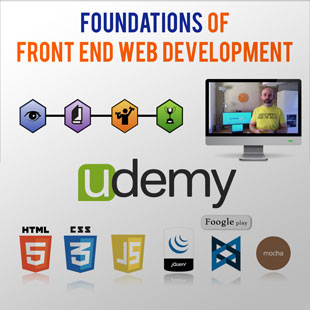 FOUNDATIONS OF
FRONT END WEB DEVELOPMENT
udemy
Foogle play
HTML
5
CSS
3
JS
jQuery
mocha